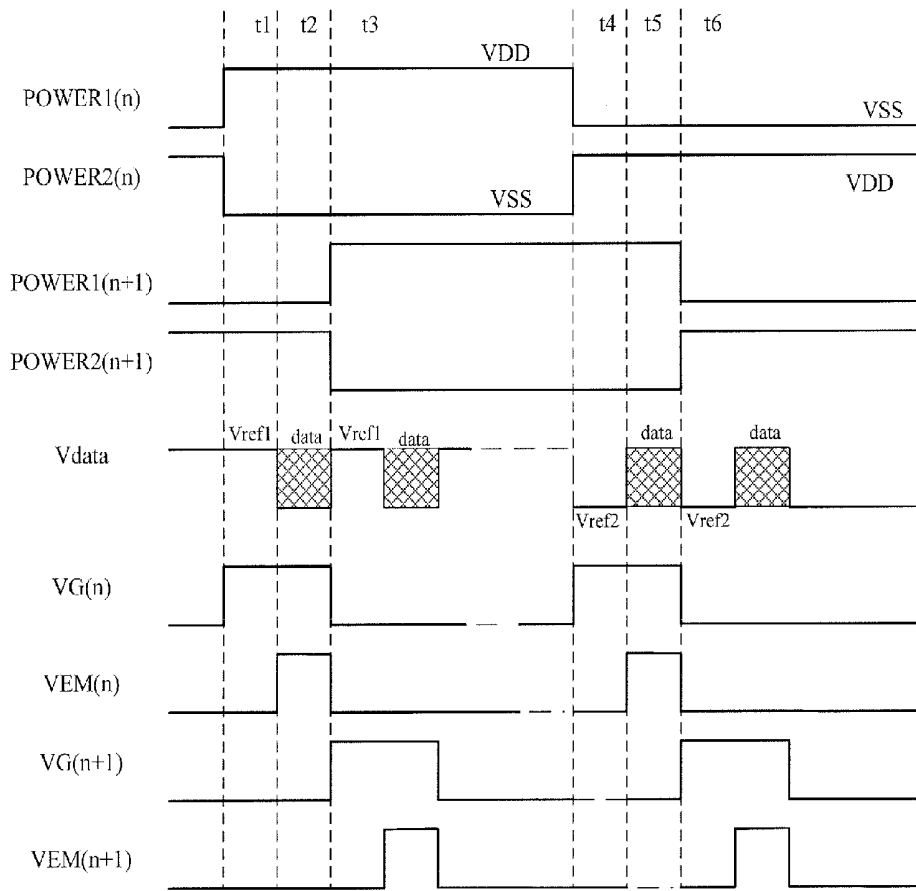 t1 t2 t3 t4 t5 t6
VDD
POWER1(n)
VSS
POWER2(n)
VSS
VDD
POWER1(n+1)
POWER2(n+1)
Vref1 data Vref1 data data data
Vdata
Vref2 Vref2
VG(n)
VEM(n)
VG(n+1)
VEM(n+1)